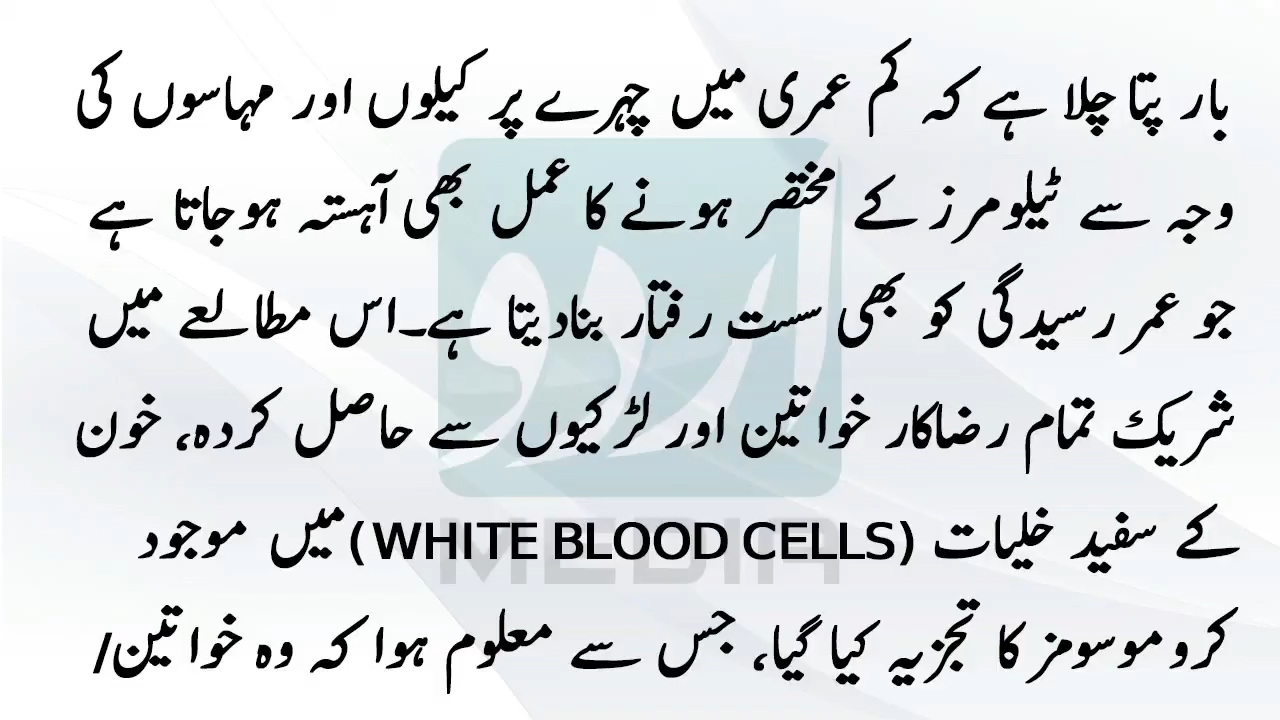 بار پتا چلا ہے کہ کم عمری میں چہرے پر کیلوں اور مہاسوں کی
وجہ سے ٹیلومرز کے مختصر ہونے کا عمل بھی آہستہ ہوجاتا ہے
جو عمر رسیدگی کو بھی سست رفتار بنادیتا ہے۔اس مطالعے میں
شریک تمام رضاکار خواتین اور لڑکیوں سے حاصل کردہ، خون
کے سفید خلیات (WHITE BLOOD CELLS)میں موجود
کروموسومز کا تجزیہ کیا گیا، جس سے معلوم ہوا کہ وہ خواتین/
اردو
MEDIA